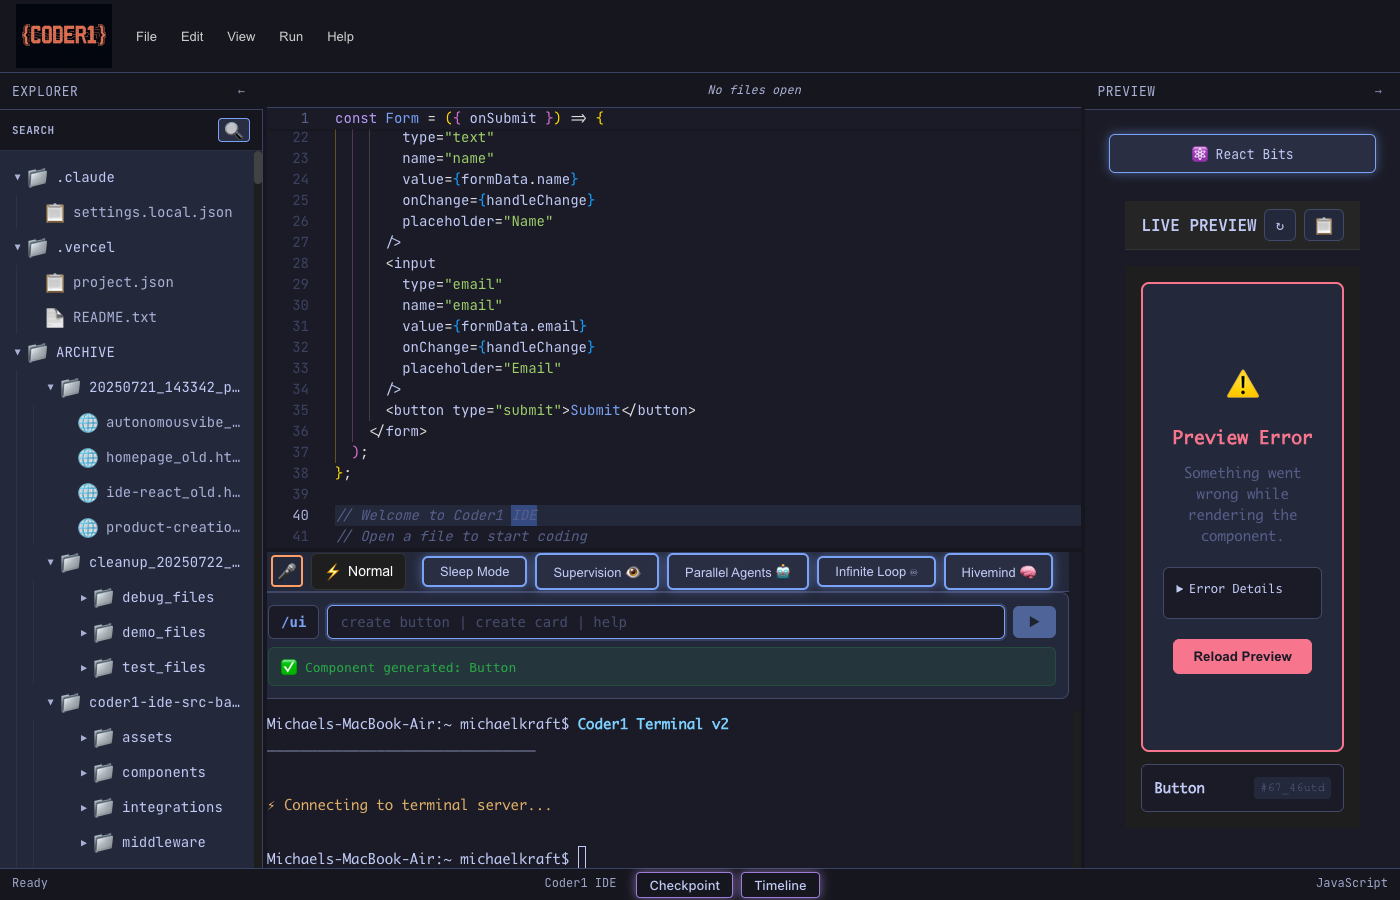 {CODER1}
File Edit View Run Help
EXPLORER ←
SEARCH
.claude
settings.local.json
.vercel
project.json
README.txt
ARCHIVE
20250721_143342_p…
autonomousvibe_…
homepage_old.ht…
ide-react_old.h…
product-creatio…
cleanup_20250722_…
debug_files
demo_files
test_files
coder1-ide-src-ba…
assets
components
integrations
middleware
No files open
1 const Form = ({ onSubmit }) => {
22 type="text"
23 name="name"
24 value={formData.name}
25 onChange={handleChange}
26 placeholder="Name"
27 />
28 <input
29 type="email"
30 name="email"
31 value={formData.email}
32 onChange={handleChange}
33 placeholder="Email"
34 />
35 <button type="submit">Submit</button>
36 </form>
37 );
38 };
39
40 // Welcome to Coder1 IDE
41 // Open a file to start coding
Normal Sleep Mode Supervision Parallel Agents Infinite Loop ∞ Hivemind
/ui create button | create card | help
Component generated: Button
Michaels-MacBook-Air:~ michaelkraft$ Coder1 Terminal v2
⚡ Connecting to terminal server...
Michaels-MacBook-Air:~ michaelkraft$
PREVIEW →
React Bits
LIVE PREVIEW ↻
Preview Error
Something went
wrong while
rendering the
component.
Error Details
Reload Preview
Button #67_46utd
Ready Coder1 IDE Checkpoint Timeline JavaScript